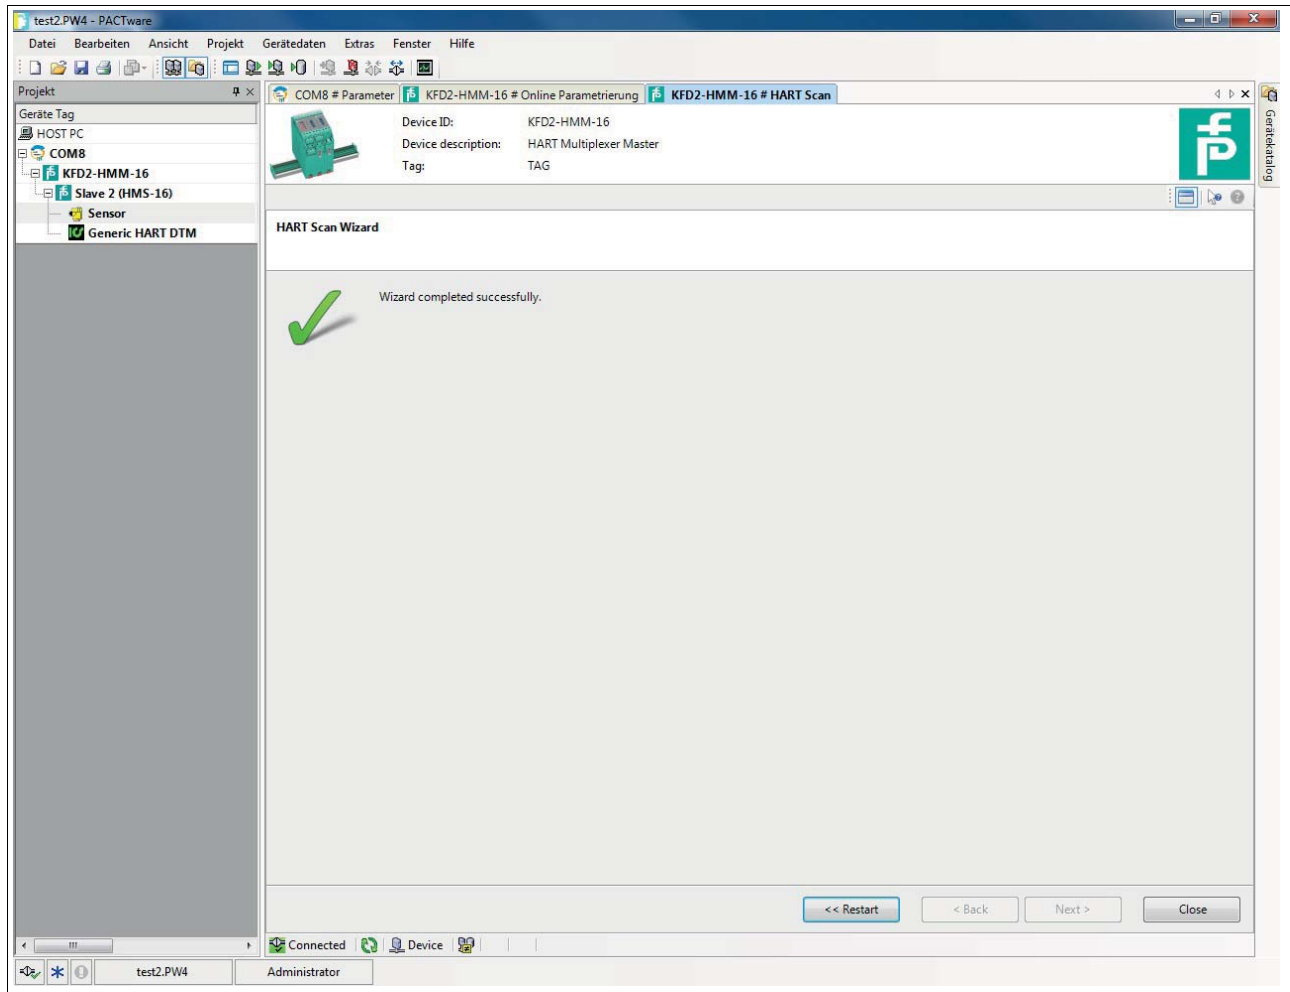 test2.PW4 - PACTware
Datei Bearbeiten Ansicht Projekt Gerätedaten Extras Fenster Hilfe
Projekt
Geräte Tag
HOST PC
COM8
KFD2-HMM-16
Slave 2 (HMS-16)
Sensor
Generic HART DTM
COM8 # Parameter KFD2-HMM-16 # Online Parametrierung KFD2-HMM-16 # HART Scan
Device ID: KFD2-HMM-16
Device description: HART Multiplexer Master
Tag: TAG
Gerätekatalog
HART Scan Wizard
Wizard completed successfully.
<< Restart < Back Next > Close
Connected Device
test2.PW4 Administrator